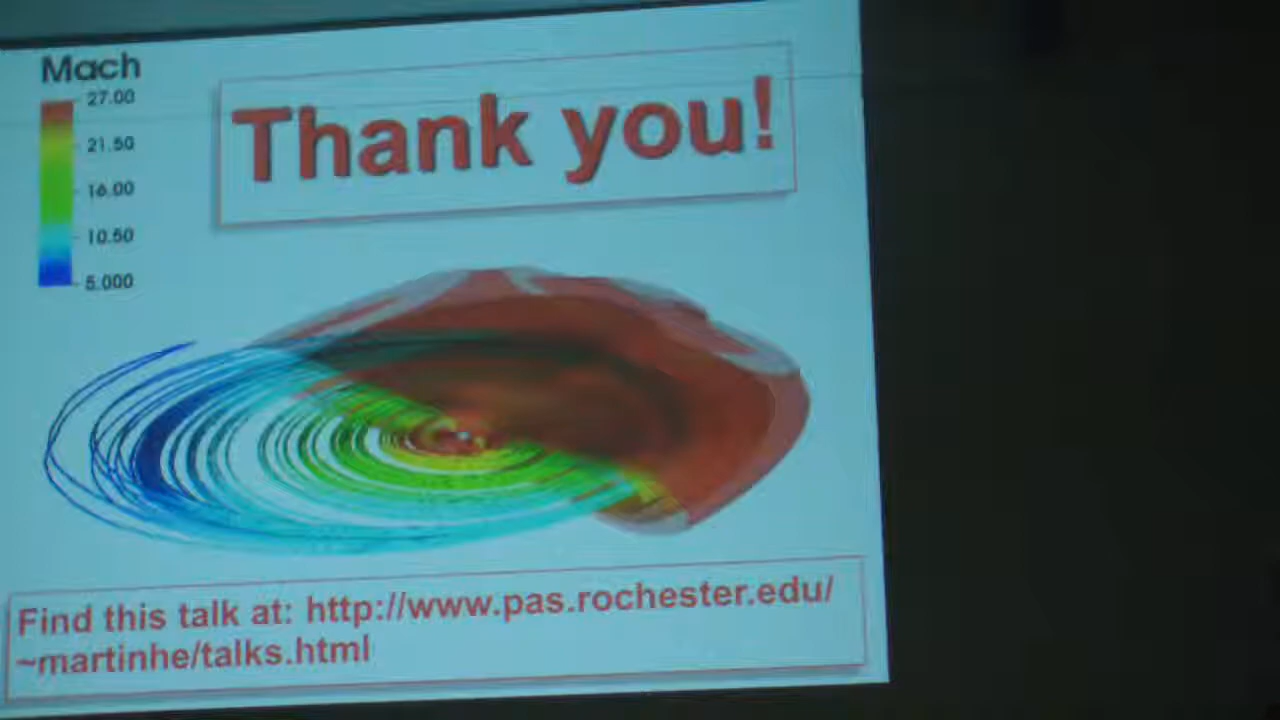 Mach
27.00
21.50
16.00
10.50
5.000
Thank you!
Find this talk at: http://www.pas.rochester.edu/
~martinhe/talks.html